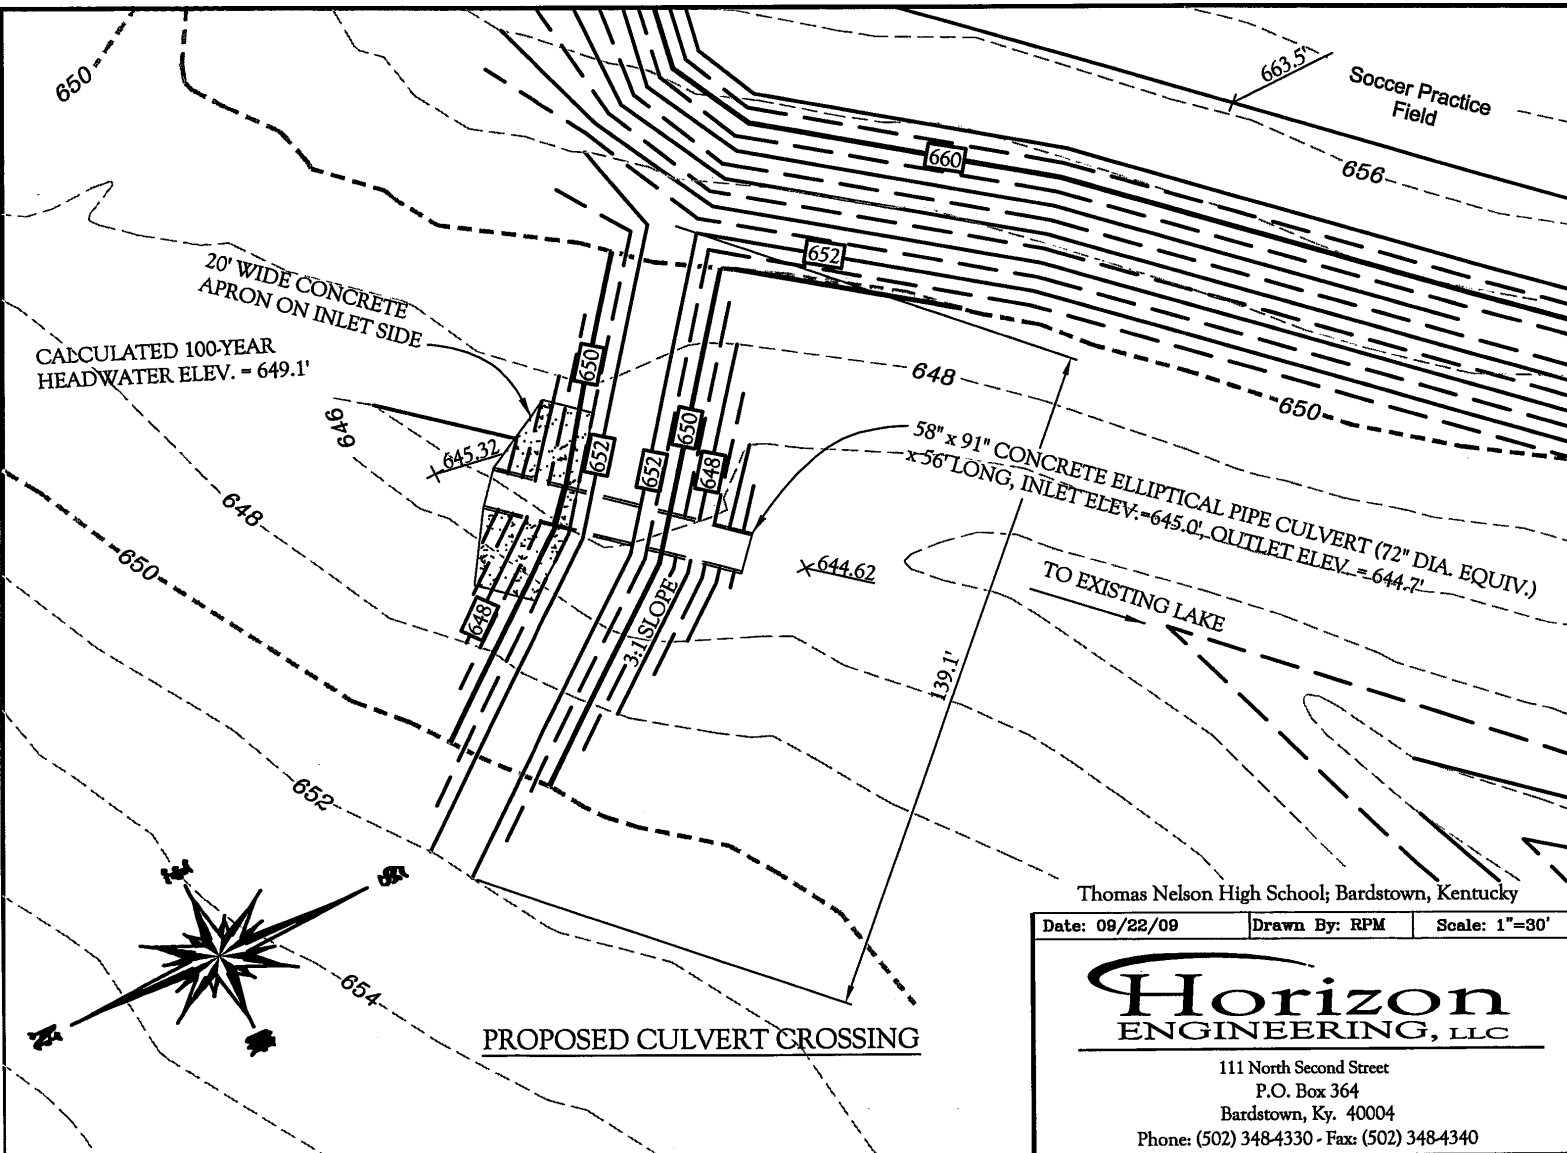 650
663.5'
Soccer Practice
Field
660
656
652
20' WIDE CONCRETE
APRON ON INLET SIDE
CALCULATED 100-YEAR
HEADWATER ELEV. = 649.1'
650
648
650
646
645.32
652
652
650
648
58" x 91" CONCRETE ELLIPTICAL PIPE CULVERT (72" DIA. EQUIV.)
x 56' LONG, INLET ELEV.=645.0', OUTLET ELEV. = 644.7'
648
650
644.62
TO EXISTING LAKE
648
3:1 SLOPE
139.1'
652
654
PROPOSED CULVERT CROSSING
Thomas Nelson High School; Bardstown, Kentucky
Date: 09/22/09 Drawn By: RPM Scale: 1"=30'
Horizon
ENGINEERING, LLC
111 North Second Street
P.O. Box 364
Bardstown, Ky. 40004
Phone: (502) 348-4330 - Fax: (502) 348-4340